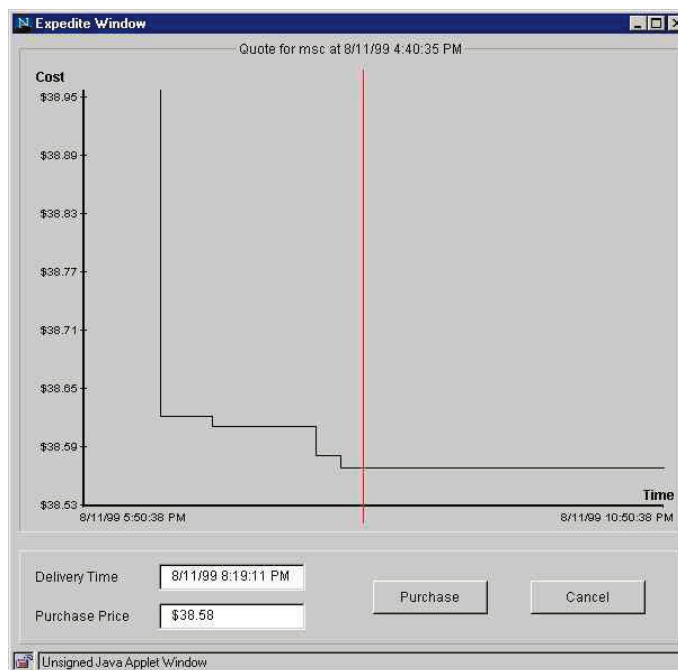 Expedite Window
Quote for msc at 8/11/99 4:40:35 PM
Cost
$38.95
$38.89
$38.83
$38.77
$38.71
$38.65
$38.59
$38.53
Time
8/11/99 5:50:38 PM 8/11/99 10:50:38 PM
Delivery Time 8/11/99 8:19:11 PM
Purchase Cancel
Purchase Price $38.58
Unsigned Java Applet Window